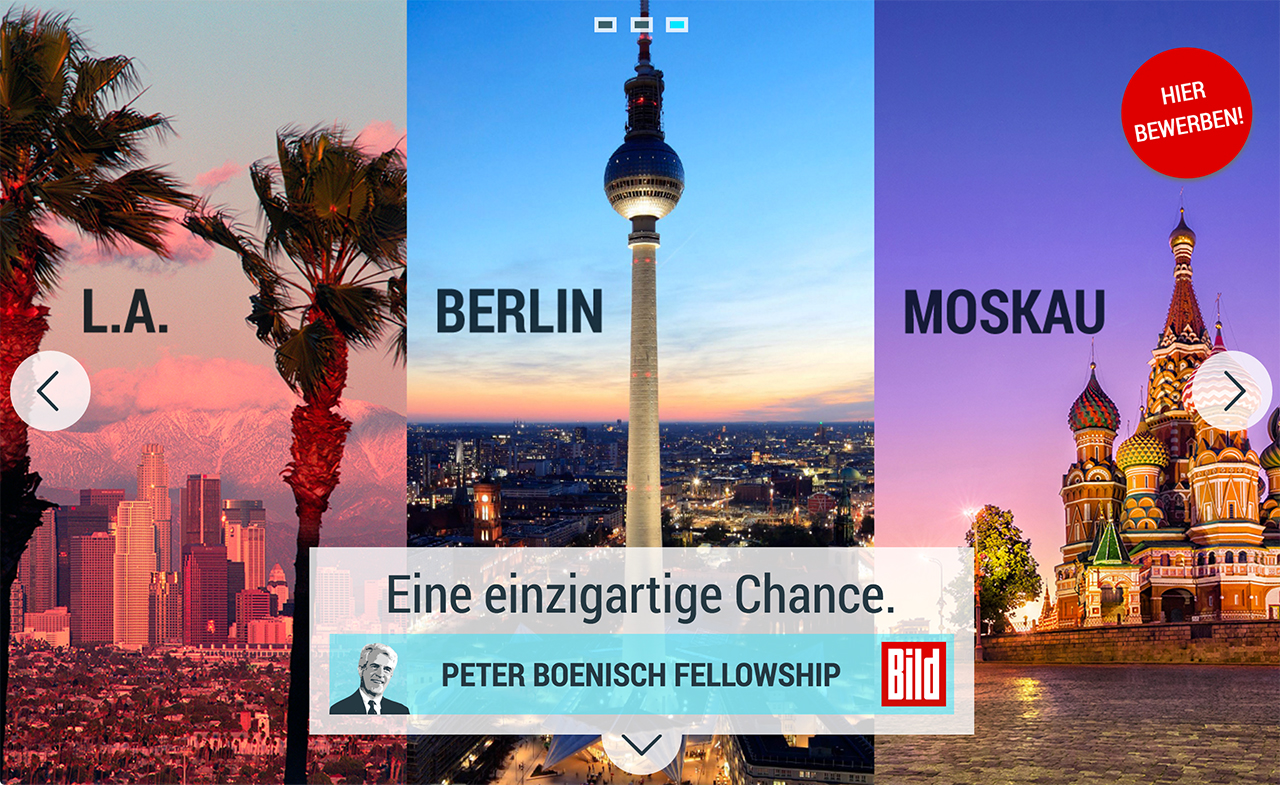 HIER
BEWERBEN!
L.A.
BERLIN
MOSKAU
Eine einzigartige Chance.
PETER BOENISCH FELLOWSHIP
Bild